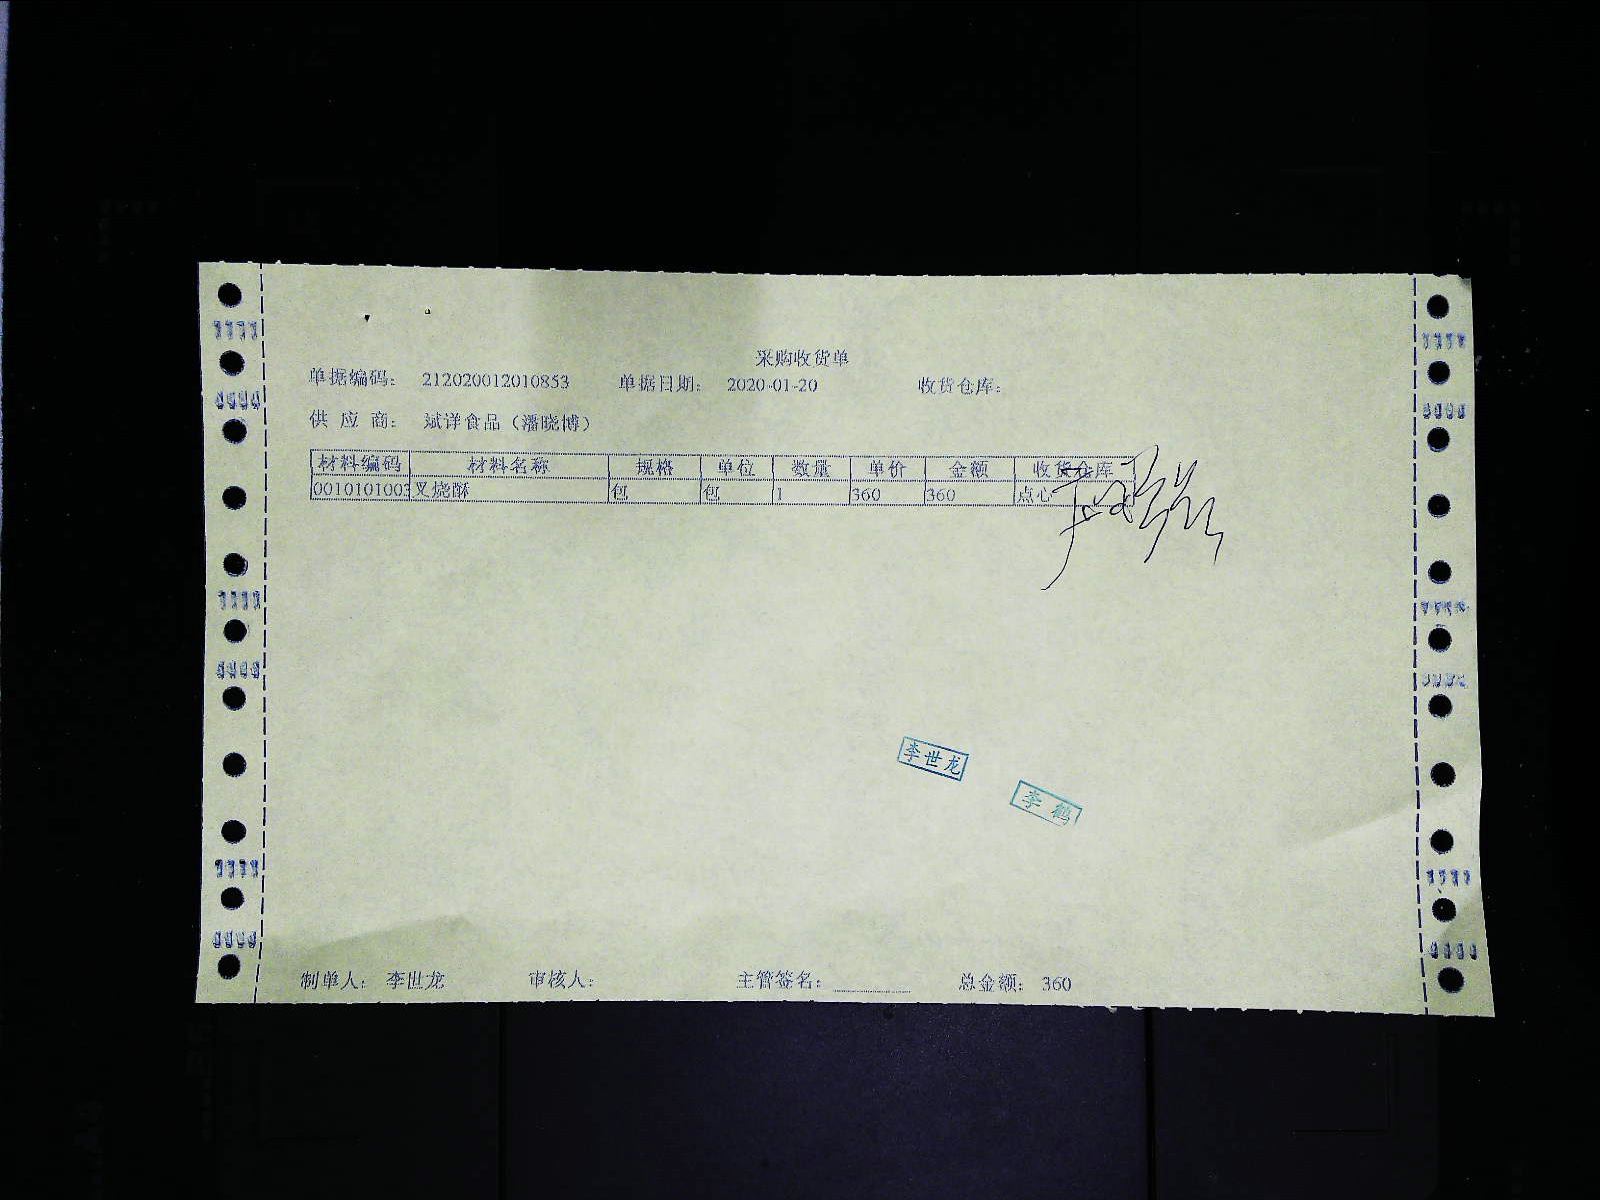 采购收货单
单据编码： 212020012010853 单据日期： 2020-01-20 收货仓库：
供 应 商： 斌详食品（潘晓博）
材料编码 材料名称 规格 单位 数量 单价 金额 收货仓库
0010101003 叉烧酥 包 包 1 360 360 点心
李世龙
李鹤
制单人： 李世龙 审核人： 主管签名： 总金额： 360